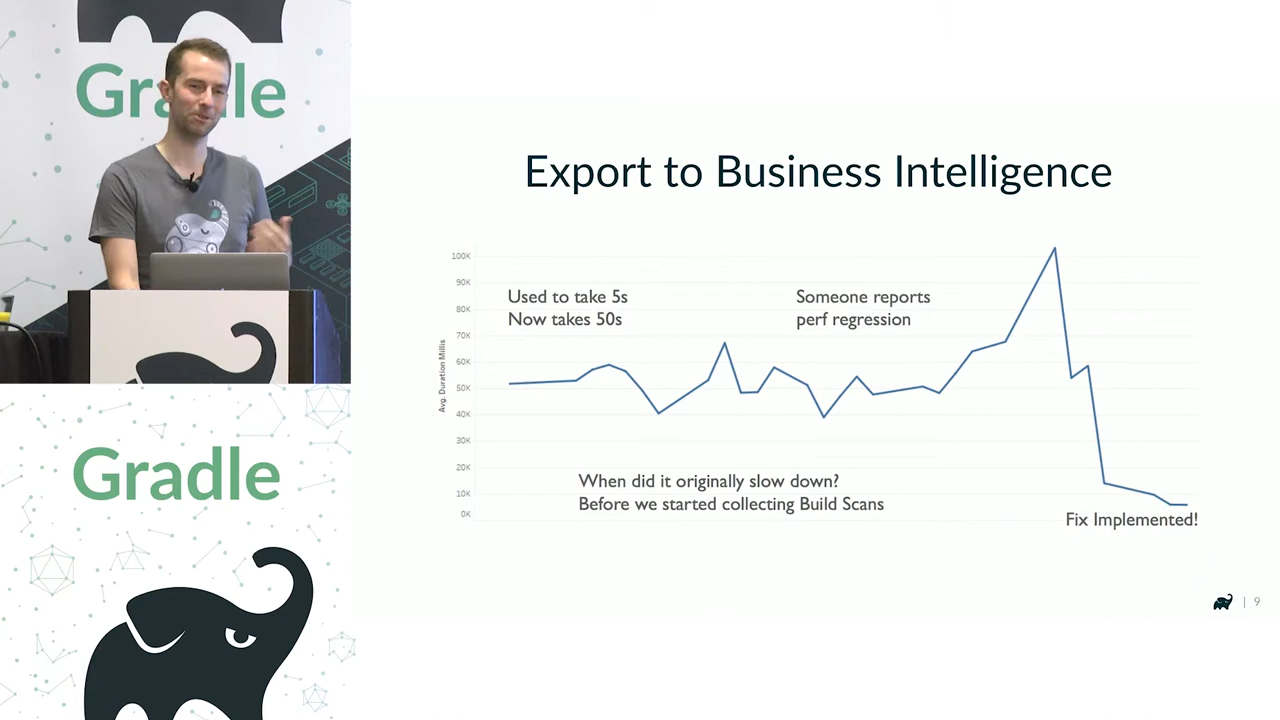 Gradle
Gradle
Export to Business Intelligence
Used to take 5s
Now takes 50s
Someone reports
perf regression
Avg. Duration Millis
100K
90K
80K
70K
60K
50K
40K
30K
20K
10K
0K
When did it originally slow down?
Before we started collecting Build Scans
Fix Implemented!
| 9